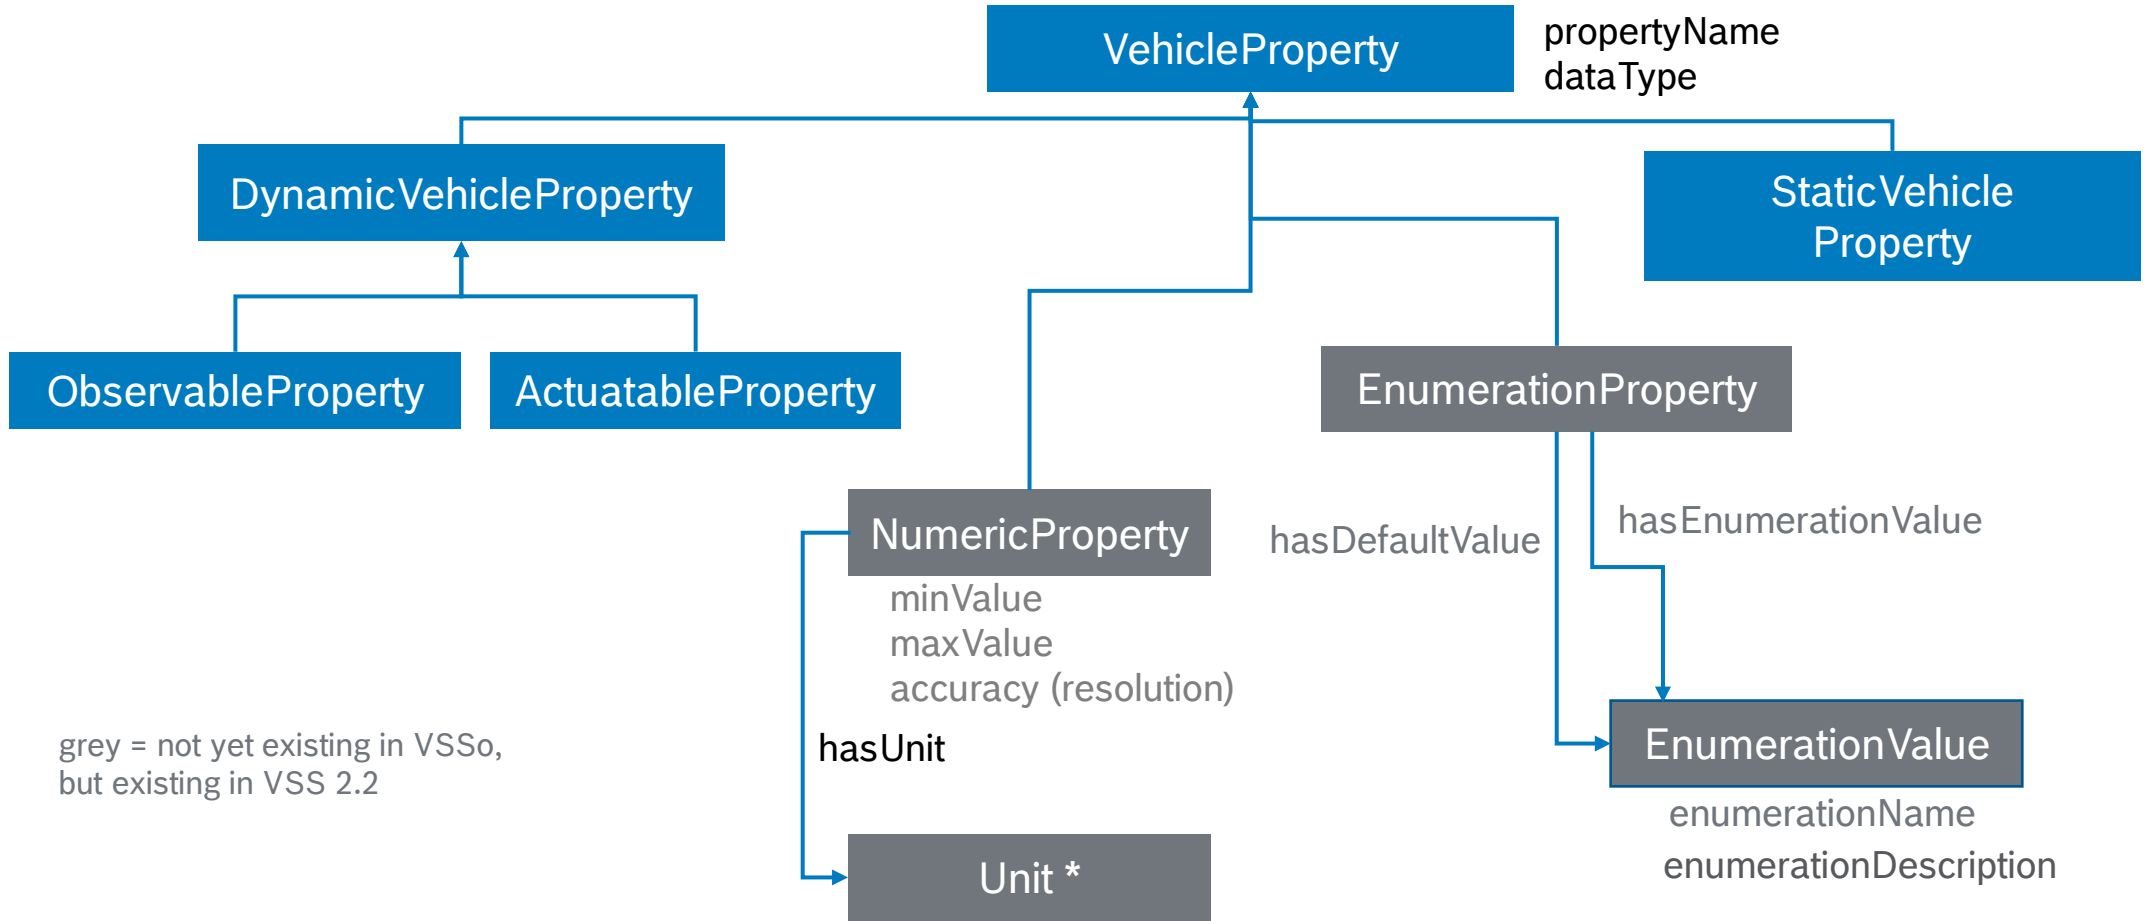 VehicleProperty
propertyName
dataType
DynamicVehicleProperty
StaticVehicle
Property
ObservableProperty
ActuatableProperty
EnumerationProperty
NumericProperty
hasDefaultValue
hasEnumerationValue
minValue
maxValue
accuracy (resolution)
hasUnit
grey = not yet existing in VSSo,
but existing in VSS 2.2
EnumerationValue
enumerationName
enumerationDescription
Unit *